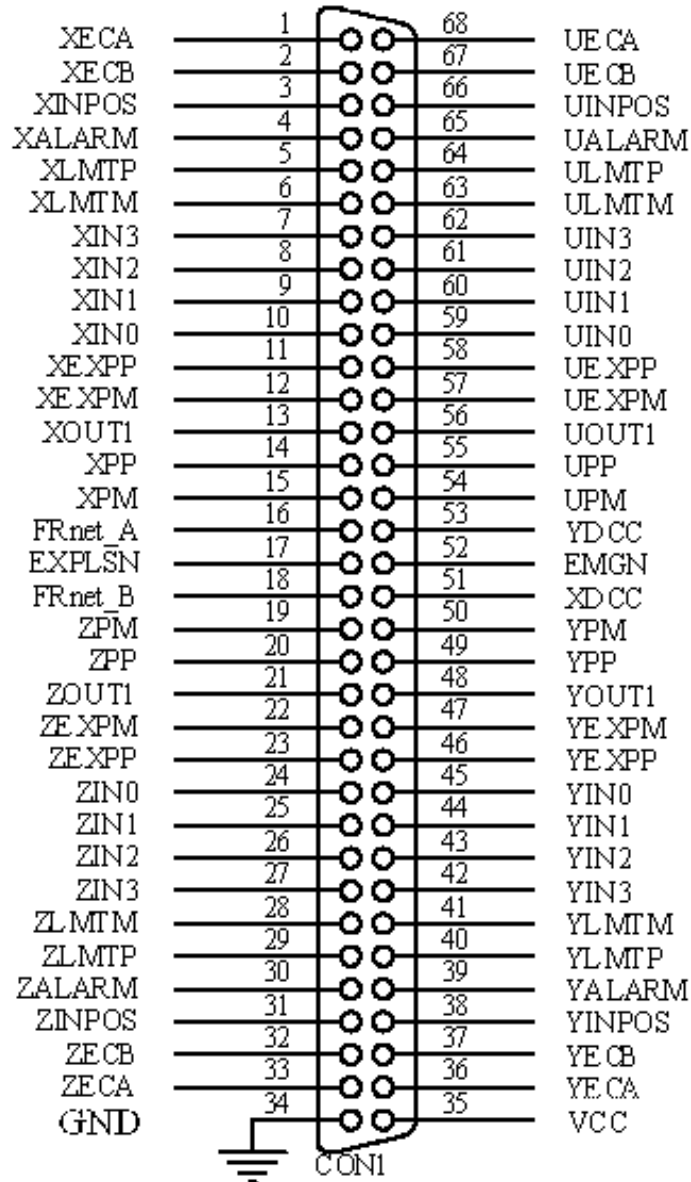 XECA 1 68 UECA
XECB 2 67 UECB
XINPOS 3 66 UINPOS
XALARM 4 65 UALARM
XLMTP 5 64 ULMTP
XLMTM 6 63 ULMTM
XIN3 7 62 UIN3
XIN2 8 61 UIN2
XIN1 9 60 UIN1
XIN0 10 59 UIN0
XEXPP 11 58 UEXPP
XEXPM 12 57 UEXPM
XOUT1 13 56 UOUT1
XPP 14 55 UPP
XPM 15 54 UPM
FRnet_A 16 53 YDCC
EXPLSN 17 52 EMGN
FRnet_B 18 51 XDCC
ZPM 19 50 YPM
ZPP 20 49 YPP
ZOUT1 21 48 YOUT1
ZEXPM 22 47 YEXPM
ZEXPP 23 46 YEXPP
ZIN0 24 45 YIN0
ZIN1 25 44 YIN1
ZIN2 26 43 YIN2
ZIN3 27 42 YIN3
ZLMTM 28 41 YLMTM
ZLMTP 29 40 YLMTP
ZALARM 30 39 YALARM
ZINPOS 31 38 YINPOS
ZECB 32 37 YECB
ZECA 33 36 YECA
GND 34 35 VCC
CON1